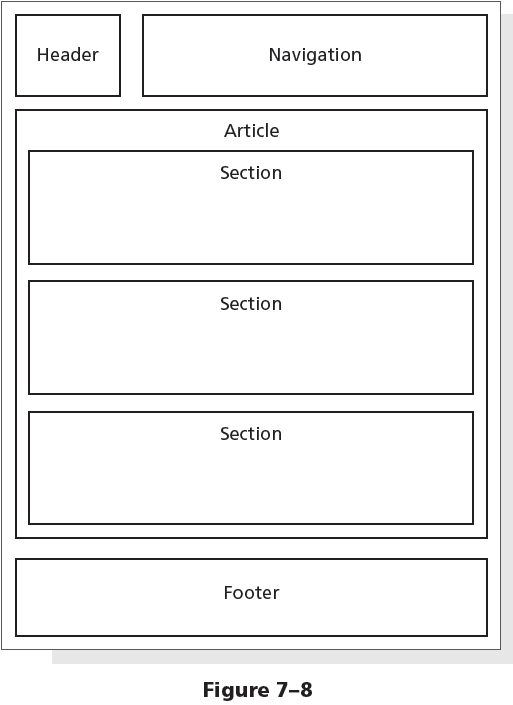 Header
Navigation
Article
Section
Section
Section
Footer
Figure 7–8